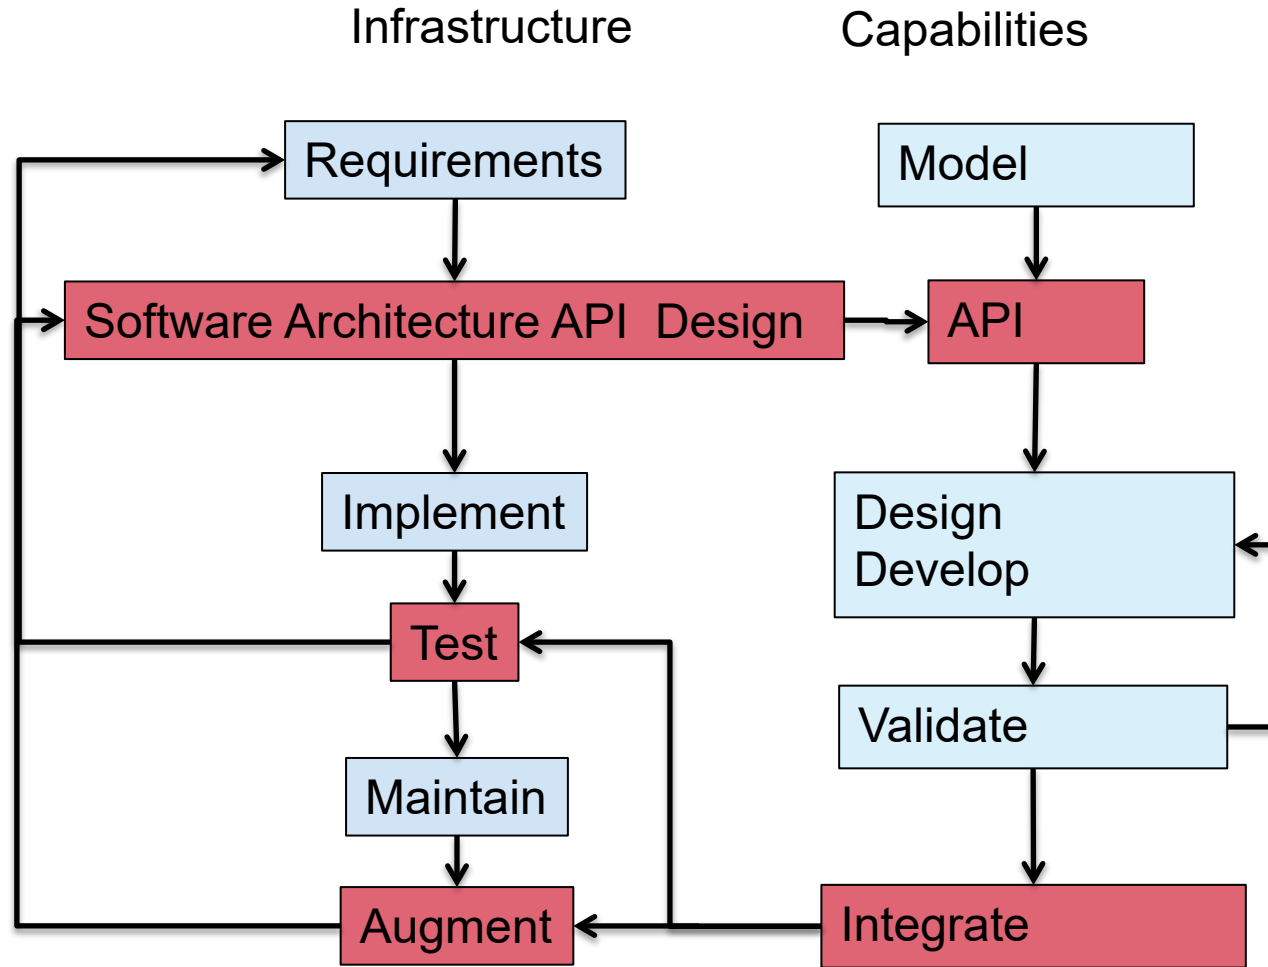 Infrastructure
Capabilities
Requirements
Model
Software Architecture API  Design
API
Implement
Design
Develop
Test
Validate
Maintain
Augment
Integrate